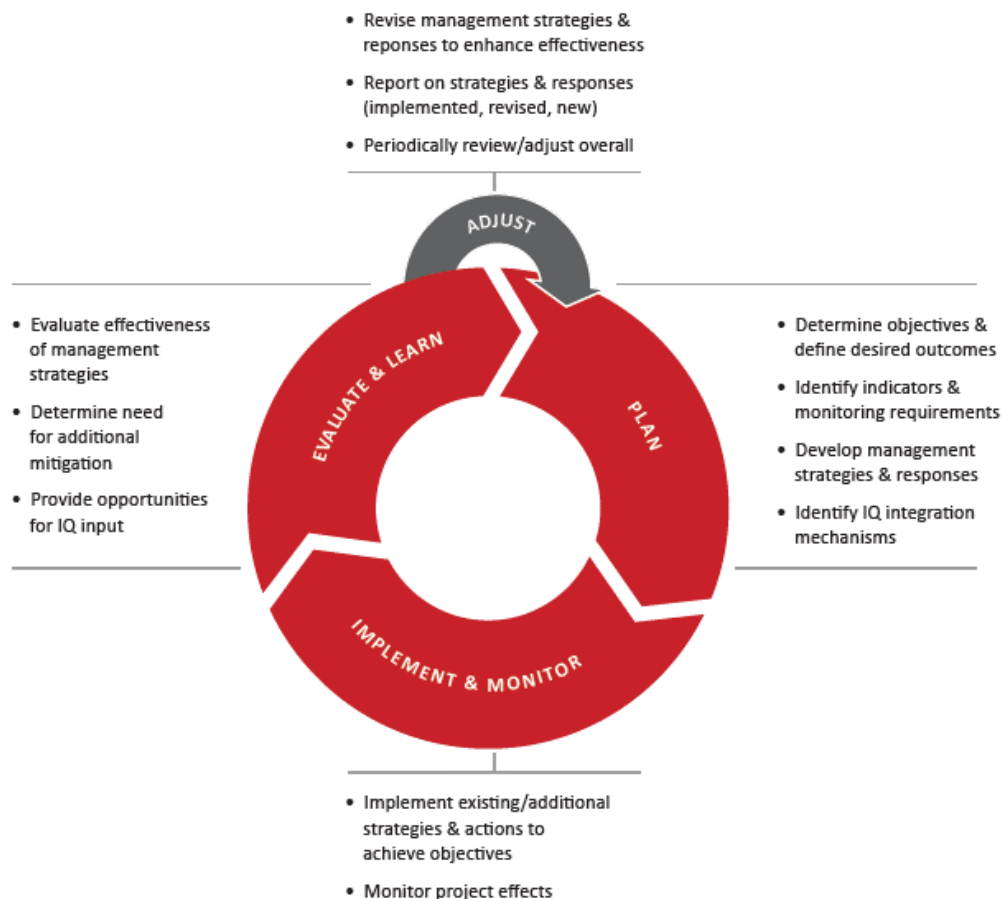 • Revise management strategies &
reponses to enhance effectiveness
• Report on strategies & responses
(implemented, revised, new)
• Periodically review/adjust overall
ADJUST
• Evaluate effectiveness
of management
strategies
• Determine need
for additional
mitigation
• Provide opportunities
for IQ input
EVALUATE & LEARN
PLAN
• Determine objectives &
define desired outcomes
• Identify indicators &
monitoring requirements
• Develop management
strategies & responses
• Identify IQ integration
mechanisms
IMPLEMENT & MONITOR
• Implement existing/additional
strategies & actions to
achieve objectives
• Monitor project effects